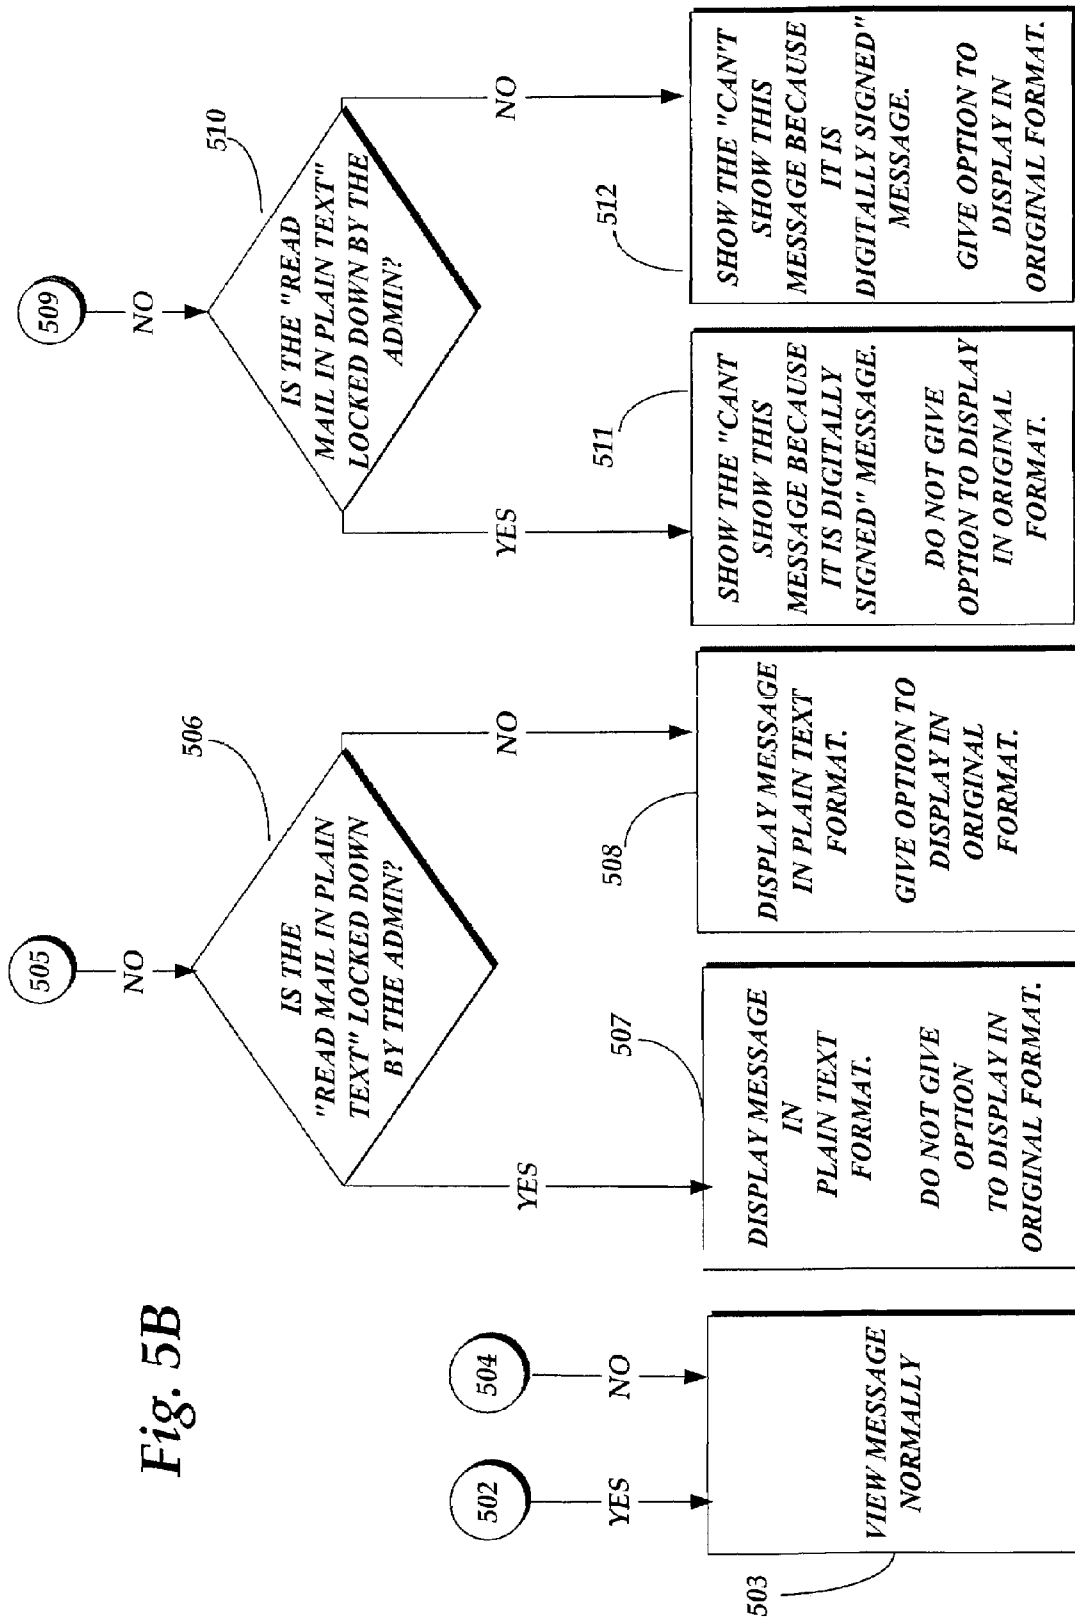 Fig. 5B
502
YES
504
NO
VIEW MESSAGE
NORMALLY
503
505
NO
506
IS THE
"READ MAIL IN PLAIN
TEXT" LOCKED DOWN
BY THE ADMIN?
YES
NO
507
DISPLAY MESSAGE
IN
PLAIN TEXT
FORMAT.
DO NOT GIVE
OPTION
TO DISPLAY IN
ORIGINAL FORMAT.
508
DISPLAY MESSAGE
IN PLAIN TEXT
FORMAT.
GIVE OPTION TO
DISPLAY IN
ORIGINAL
FORMAT.
509
NO
510
IS THE "READ
MAIL IN PLAIN TEXT"
LOCKED DOWN BY THE
ADMIN?
YES
NO
511
SHOW THE "CANT
SHOW THIS
MESSAGE BECAUSE
IT IS DIGITALLY
SIGNED" MESSAGE.
DO NOT GIVE
OPTION TO DISPLAY
IN ORIGINAL
FORMAT.
512
SHOW THE "CAN'T
SHOW THIS
MESSAGE BECAUSE
IT IS
DIGITALLY SIGNED"
MESSAGE.
GIVE OPTION TO
DISPLAY IN
ORIGINAL FORMAT.